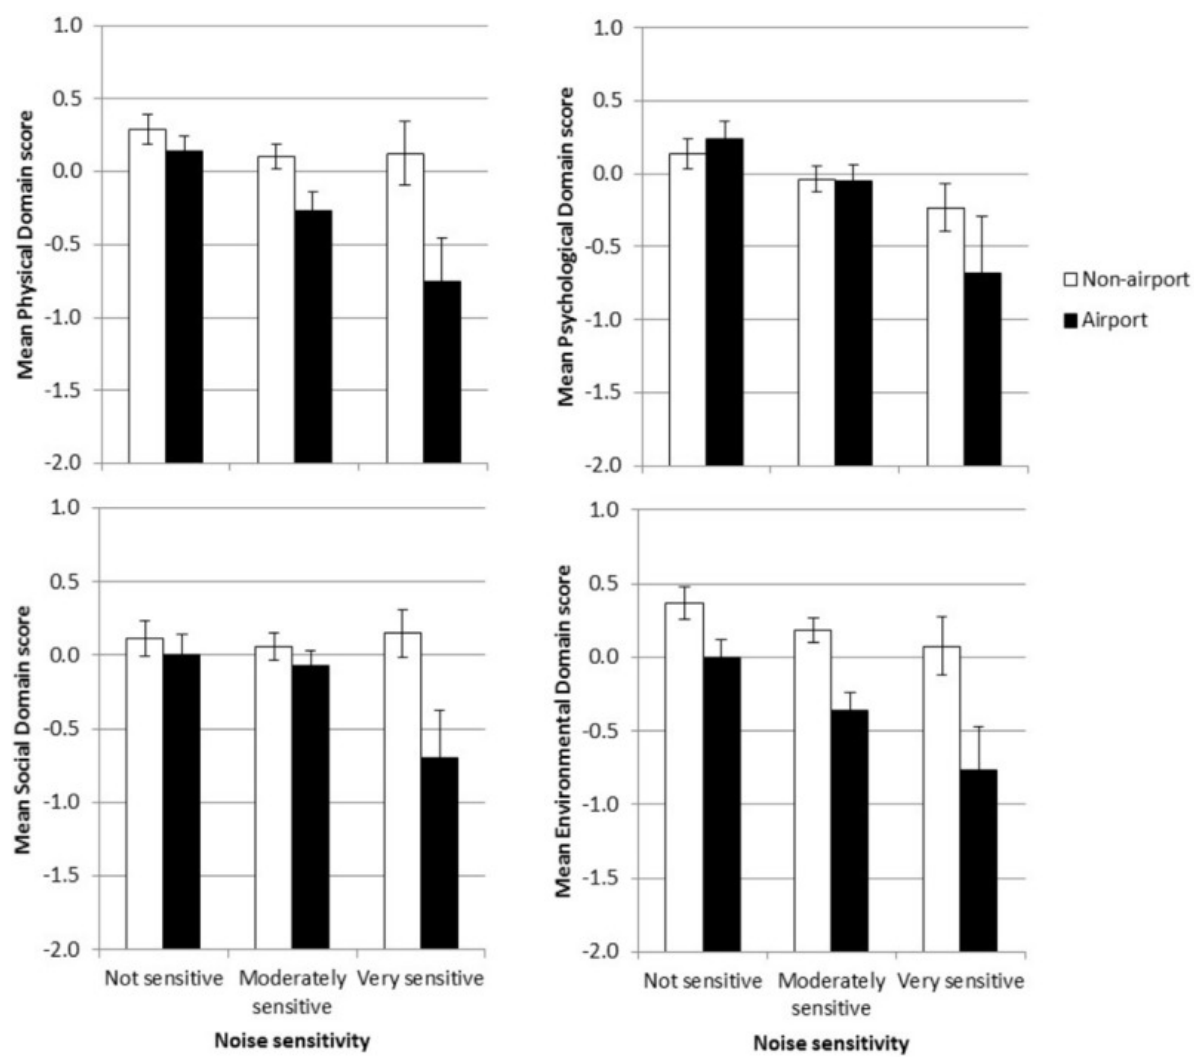 Mean Physical Domain score
1.0
0.5
0.0
-0.5
-1.0
-1.5
-2.0
Mean Psychological Domain score
1.0
0.5
0.0
-0.5
-1.0
-1.5
-2.0
Non-airport
Airport
Mean Social Domain score
1.0
0.5
0.0
-0.5
-1.0
-1.5
-2.0
Not sensitive
Moderately
sensitive
Very sensitive
Noise sensitivity
Mean Environmental Domain score
1.0
0.5
0.0
-0.5
-1.0
-1.5
-2.0
Not sensitive
Moderately
sensitive
Very sensitive
Noise sensitivity